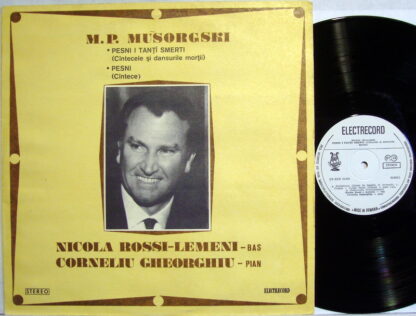 M.P. MUSORGSKI
• PESNI I TANȚÎ SMERTI
(Cîntecele și dansurile morții)
• PESNI
(Cîntece)
NICOLA ROSSI-LEMENI – BAS
CORNELIU GHEORGHIU – PIAN
STEREO
ELECTRECORD
ELECTRECORD
STEREO